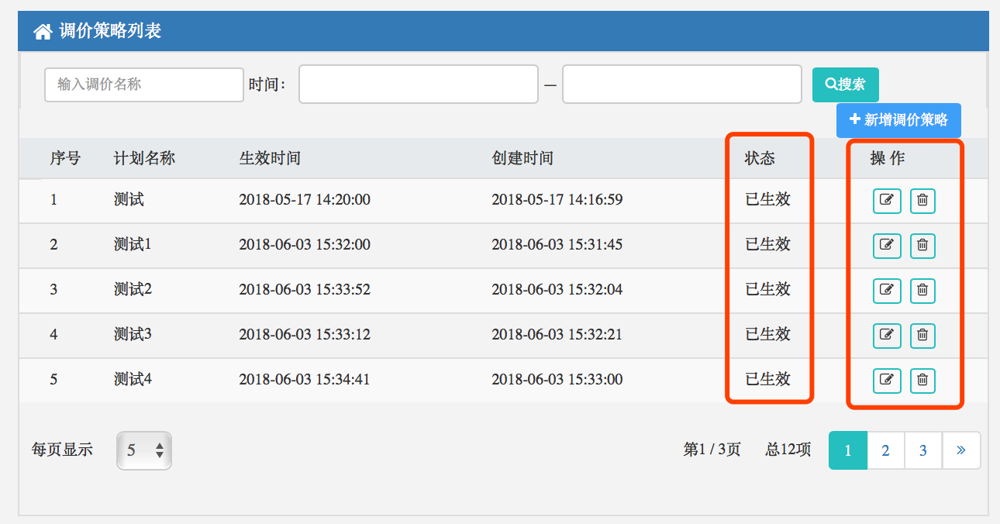 调价策略列表
输入调价名称 时间： — 搜索
新增调价策略
序号 计划名称 生效时间 创建时间 状态 操 作
1 测试 2018-05-17 14:20:00 2018-05-17 14:16:59 已生效
2 测试1 2018-06-03 15:32:00 2018-06-03 15:31:45 已生效
3 测试2 2018-06-03 15:33:52 2018-06-03 15:32:04 已生效
4 测试3 2018-06-03 15:33:12 2018-06-03 15:32:21 已生效
5 测试4 2018-06-03 15:34:41 2018-06-03 15:33:00 已生效
每页显示 5 第1 / 3页 总12项 1 2 3 »